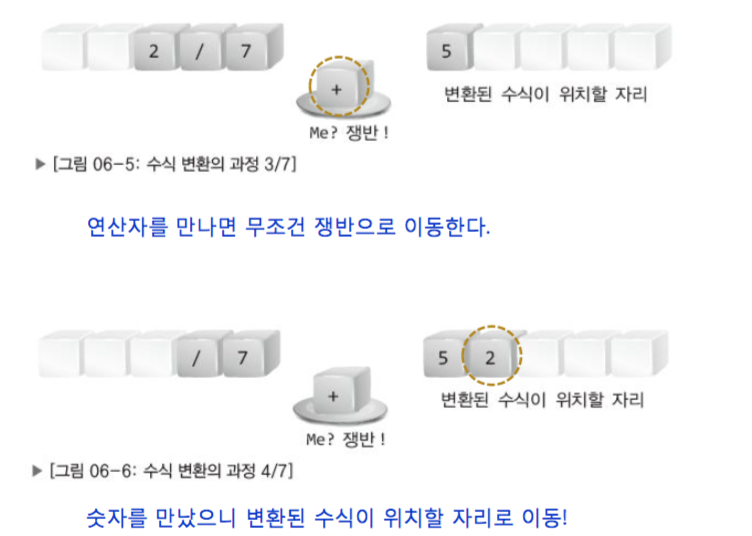 2 / 7
+
5
변환된 수식이 위치할 자리
Me? 쟁반!
▶ [그림 06-5: 수식 변환의 과정 3/7]
연산자를 만나면 무조건 쟁반으로 이동한다.
/ 7
+
5 2
변환된 수식이 위치할 자리
Me? 쟁반!
▶ [그림 06-6: 수식 변환의 과정 4/7]
숫자를 만났으니 변환된 수식이 위치할 자리로 이동!